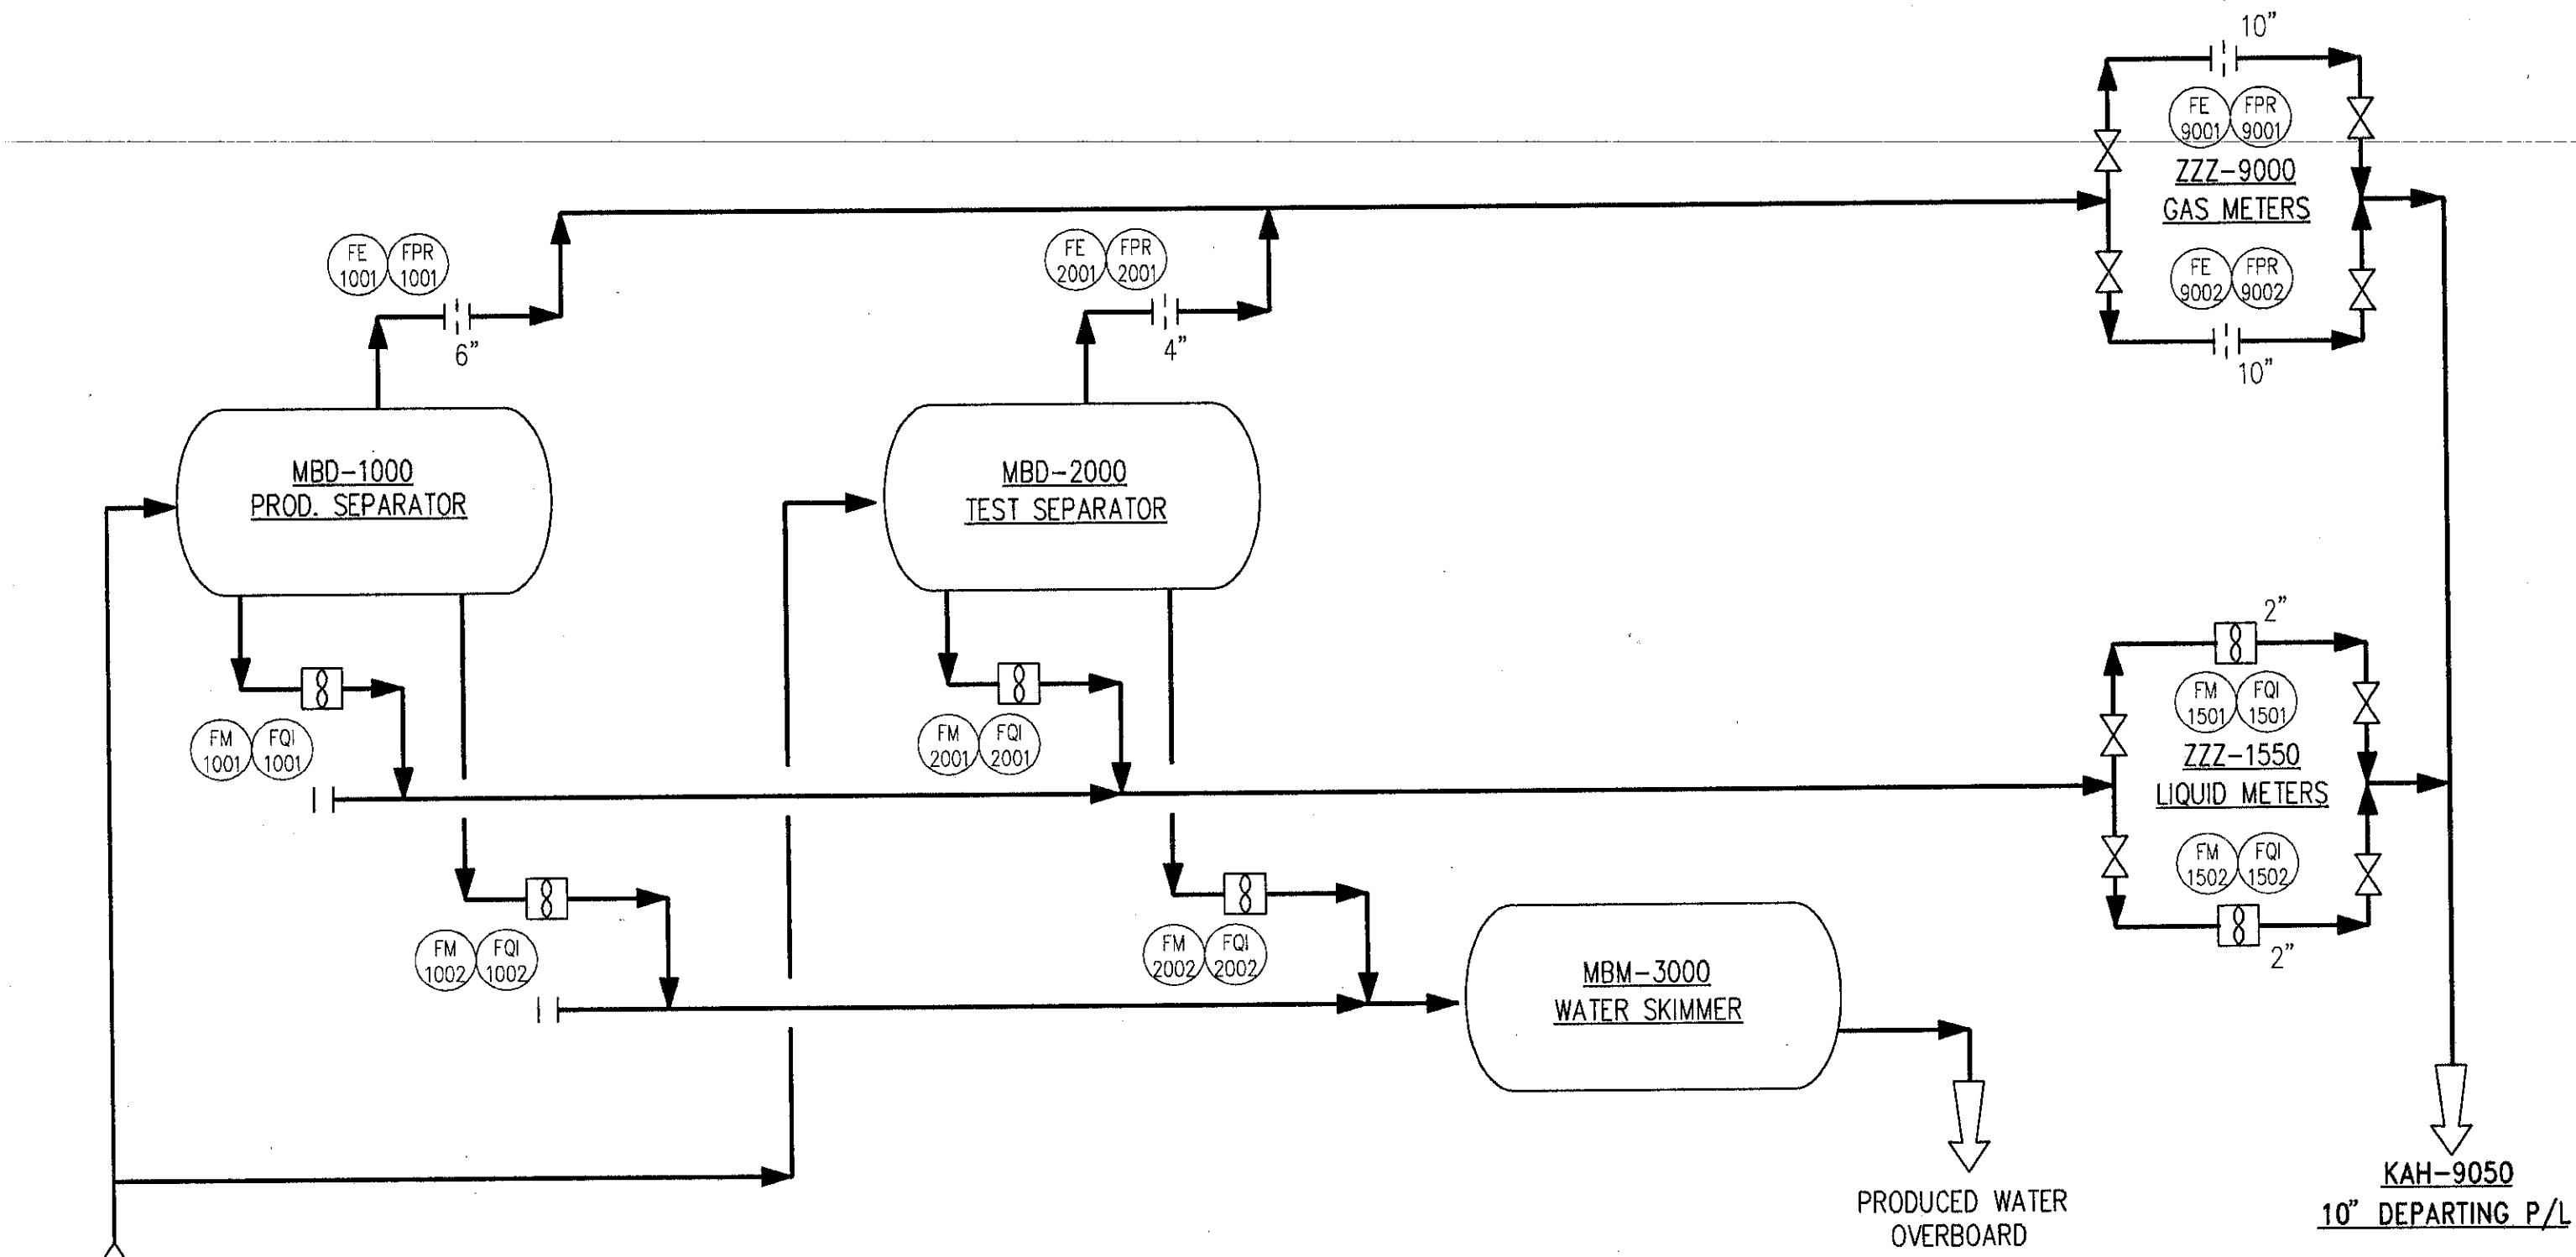 10"
FE
9001
FPR
9001
ZZZ-9000
GAS METERS
FE
9002
FPR
9002
10"
FE
1001
FPR
1001
6"
FE
2001
FPR
2001
4"
MBD-1000
PROD. SEPARATOR
MBD-2000
TEST SEPARATOR
2"
FM
1501
FQI
1501
ZZZ-1550
LIQUID METERS
FM
1502
FQI
1502
2"
FM
1001
FQI
1001
FM
2001
FQI
2001
FM
1002
FQI
1002
FM
2002
FQI
2002
MBM-3000
WATER SKIMMER
PRODUCED WATER
OVERBOARD
KAH-9050
10" DEPARTING P/L